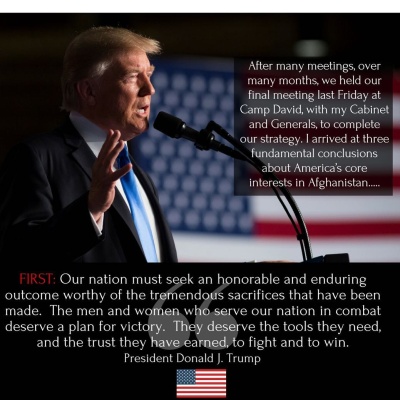 After many meetings, over
many months, we held our
final meeting last Friday at
Camp David, with my Cabinet
and Generals, to complete
our strategy. I arrived at three
fundamental conclusions
about America's core
interests in Afghanistan.....
FIRST: Our nation must seek an honorable and enduring
outcome worthy of the tremendous sacrifices that have been
made. The men and women who serve our nation in combat
deserve a plan for victory. They deserve the tools they need,
and the trust they have earned, to fight and to win.
President Donald J. Trump